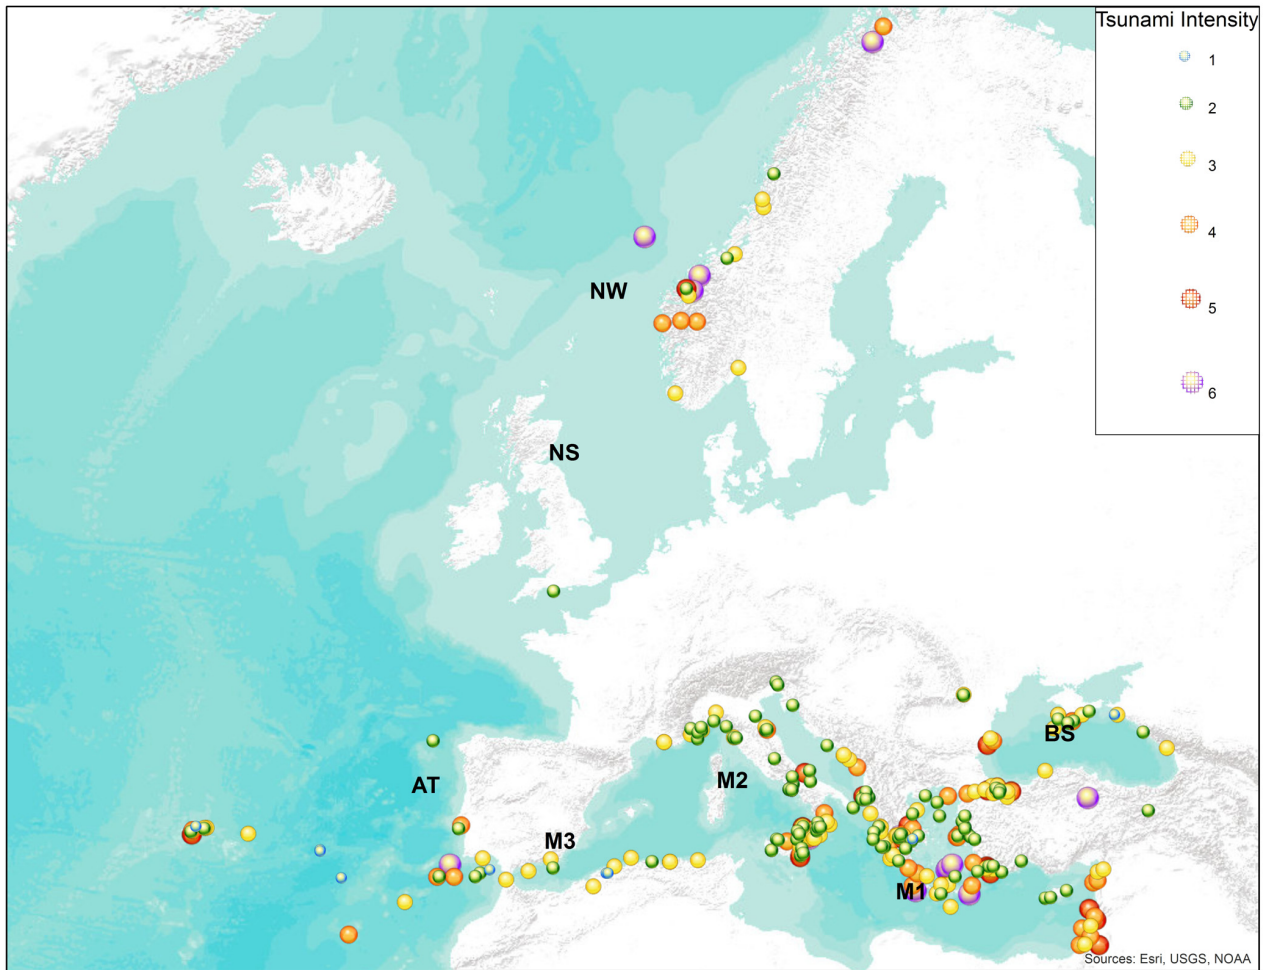 Tsunami Intensity
1
2
3
4
5
6
NW
NS
BS
AT
M2
M3
M1
Sources: Esri, USGS, NOAA